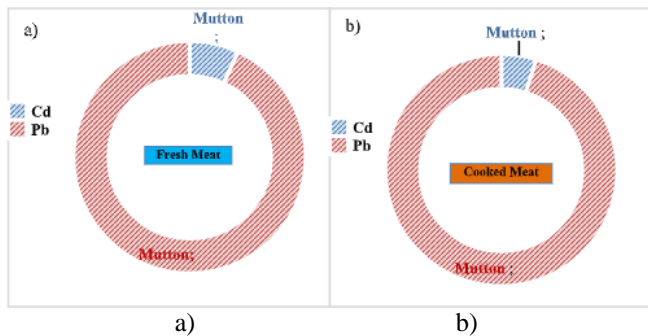 a)
Mutton
;
Cd
Pb
Fresh Meat
Mutton;
b)
Mutton ;
Cd
Pb
Cooked Meat
Mutton ;
a)
b)